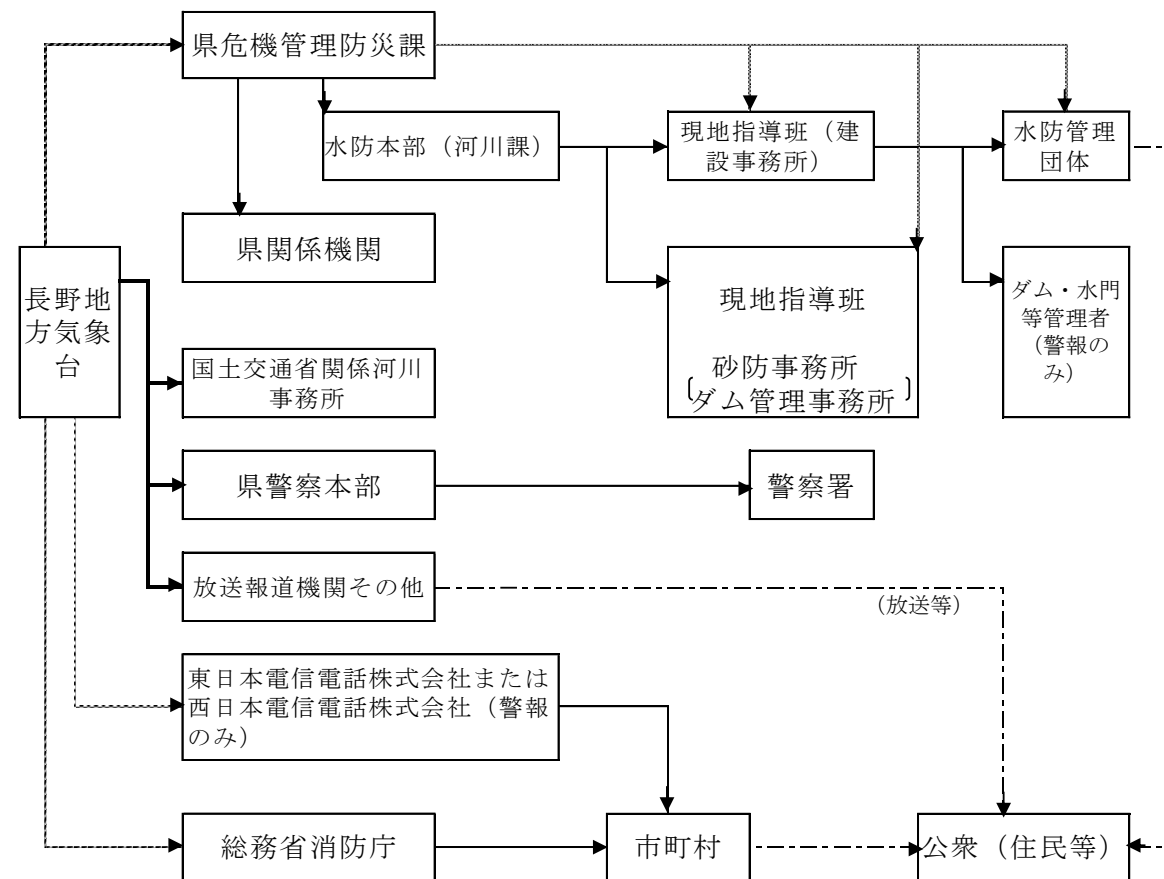 県危機管理防災課
水防本部（河川課）
現地指導班（建
設事務所）
水防管理
団体
県関係機関
長野地
方気象
台
現地指導班
砂防事務所
ダム管理事務所
ダム・水門
等管理者
（警報の
み）
国土交通省関係河川
事務所
県警察本部
警察署
放送報道機関その他
（放送等）
東日本電信電話株式会社または
西日本電信電話株式会社（警報
のみ）
総務省消防庁
市町村
公衆（住民等）